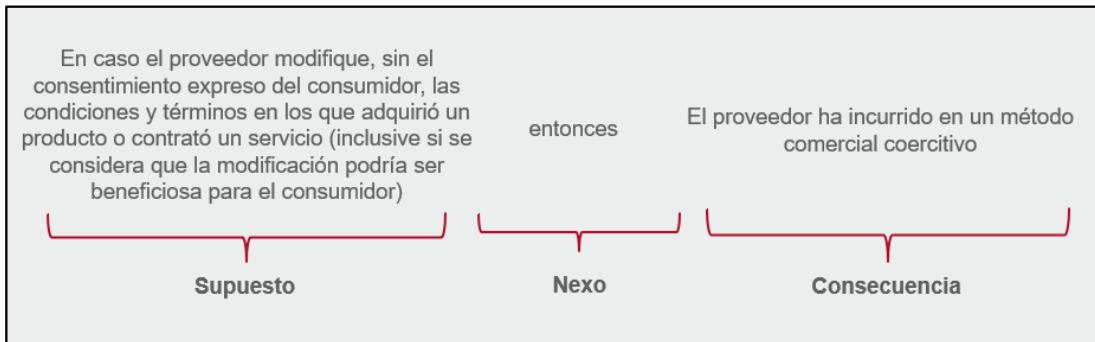 En caso el proveedor modifique, sin el
consentimiento expreso del consumidor, las
condiciones y términos en los que adquirió un
producto o contrató un servicio (inclusive si se
considera que la modificación podría ser
beneficiosa para el consumidor)
entonces
El proveedor ha incurrido en un método
comercial coercitivo
Supuesto
Nexo
Consecuencia